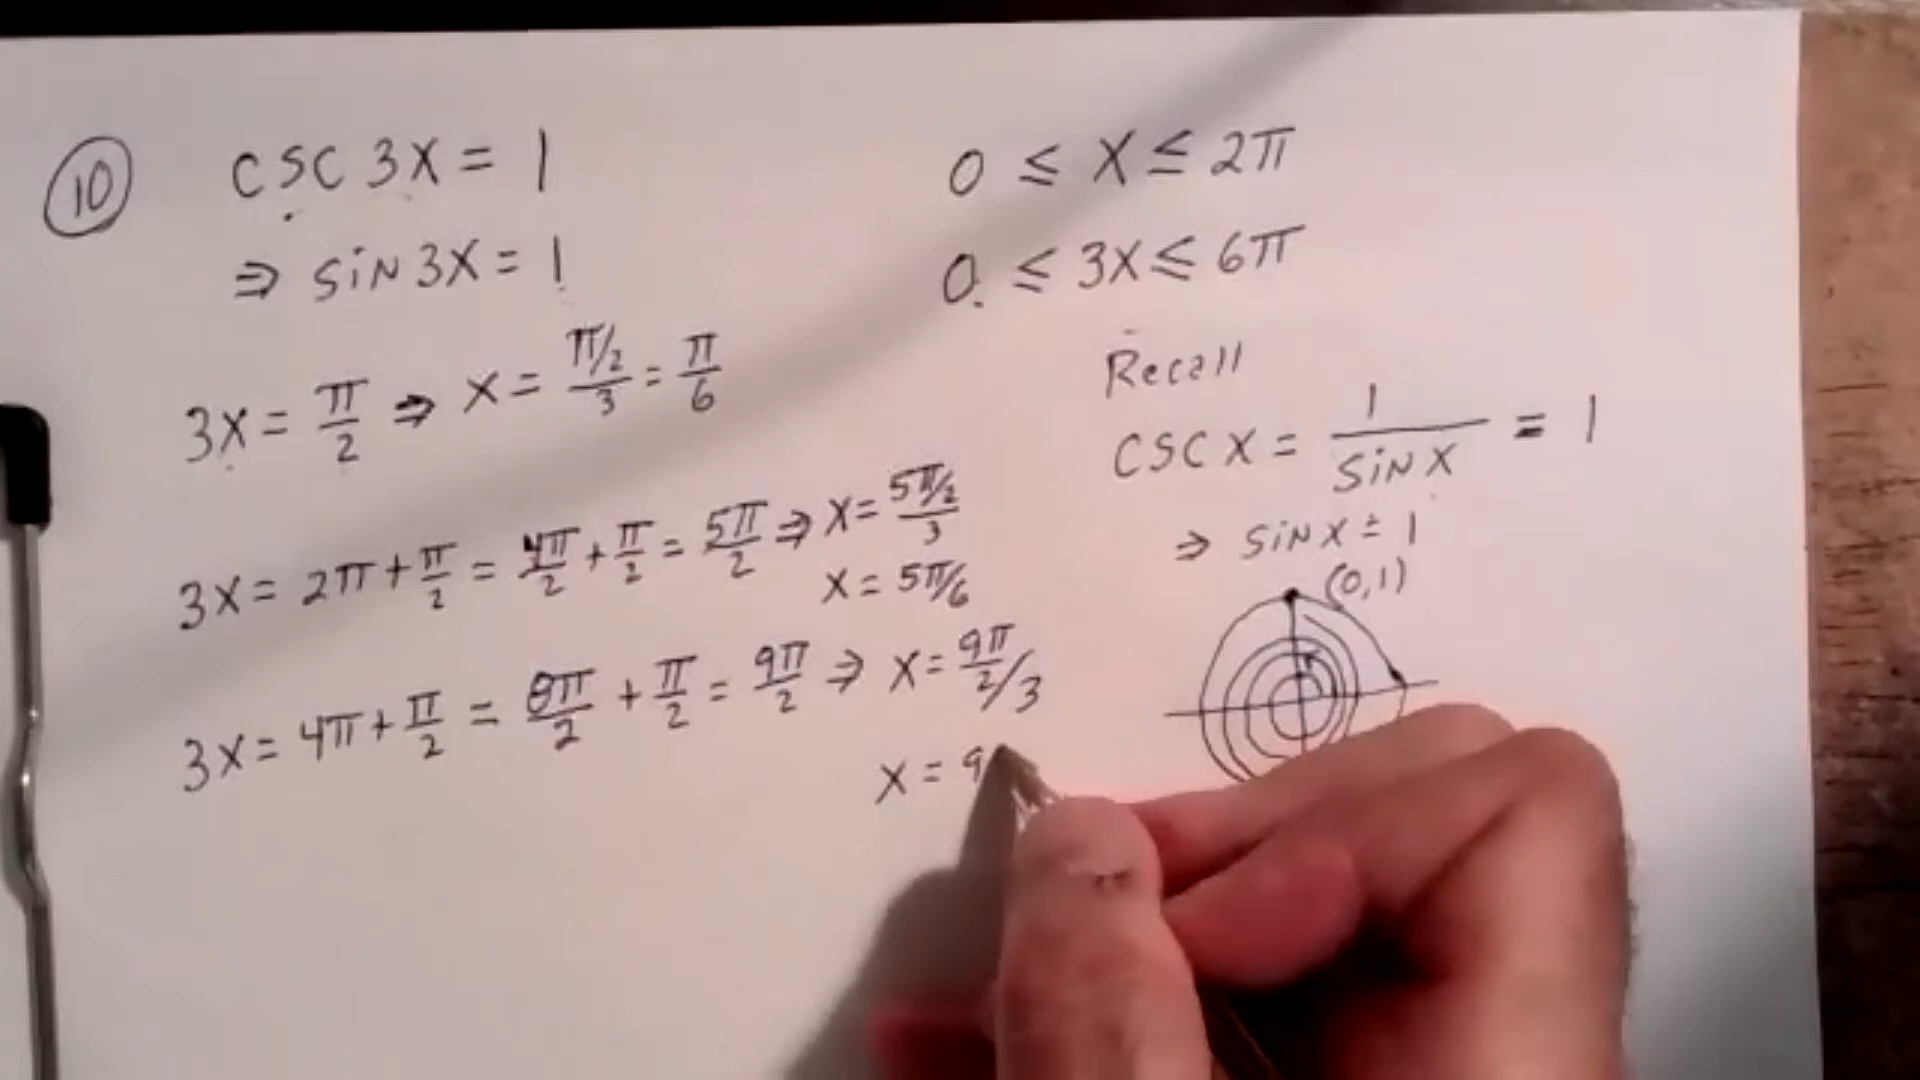 10 CSC 3X = 1
⇒ SiN 3X = 1
3X = π/2 ⇒ X = (π/2)/3 = π/6
3X = 2π + π/2 = 4π/2 + π/2 = 5π/2 ⇒ X = (5π/2)/3
X = 5π/6
3X = 4π + π/2 = 8π/2 + π/2 = 9π/2 ⇒ X = 9π/2/3
X = 9
0 ≤ X ≤ 2π
0 ≤ 3X ≤ 6π
Recall
CSC X = 1/SiN X = 1
⇒ SiN X = 1
(0,1)